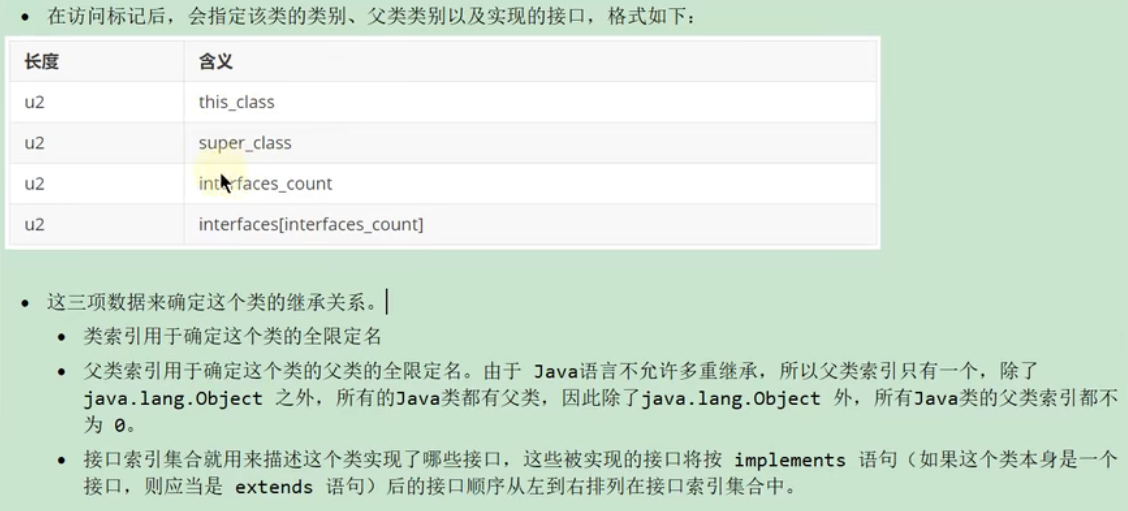 • 在访问标记后，会指定该类的类别、父类类别以及实现的接口，格式如下：
长度 含义
u2 this_class
u2 super_class
u2 interfaces_count
u2 interfaces[interfaces_count]
• 这三项数据来确定这个类的继承关系。
• 类索引用于确定这个类的全限定名
• 父类索引用于确定这个类的父类的全限定名。由于 Java语言不允许多重继承，所以父类索引只有一个，除了
java.lang.Object 之外，所有的Java类都有父类，因此除了java.lang.Object 外，所有Java类的父类索引都不
为 0。
• 接口索引集合就用来描述这个类实现了哪些接口，这些被实现的接口将按 implements 语句（如果这个类本身是一个
接口，则应当是 extends 语句）后的接口顺序从左到右排列在接口索引集合中。